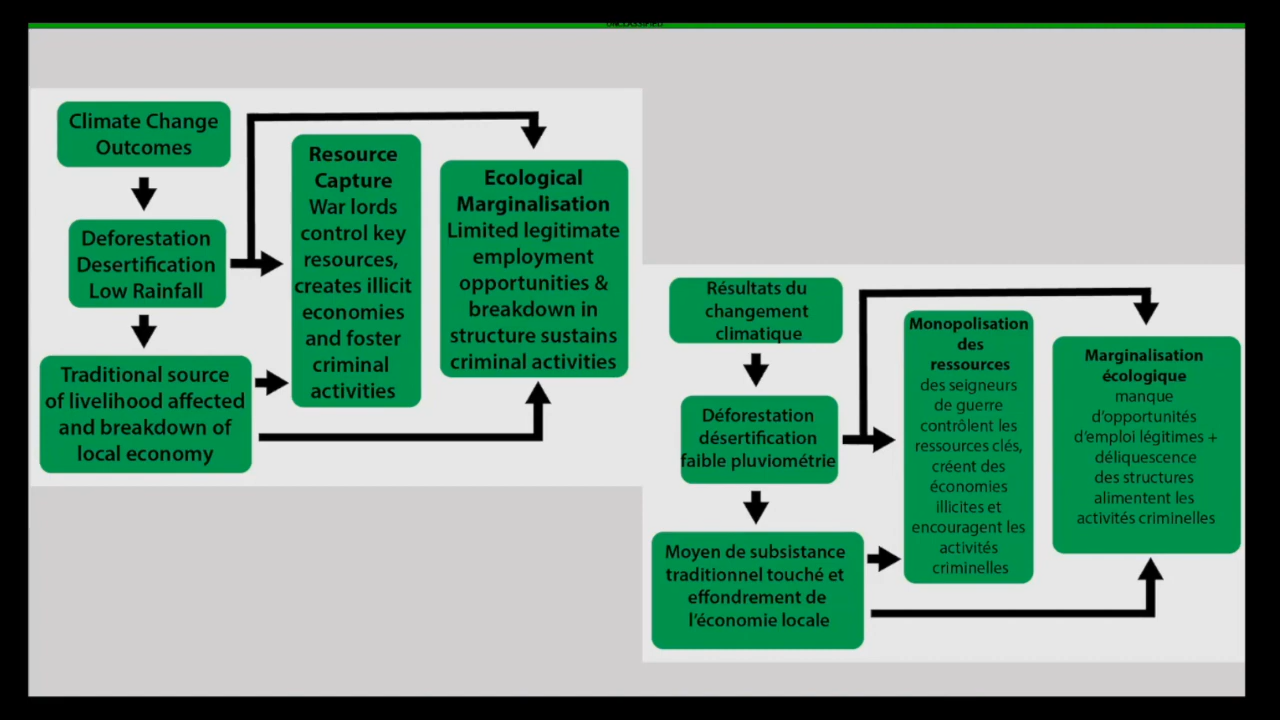 UNCLASSIFIED
Climate Change
Outcomes
Deforestation
Desertification
Low Rainfall
Traditional source
of livelihood affected
and breakdown of
local economy
Resource
Capture
War lords
control key
resources,
creates illicit
economies
and foster
criminal
activities
Ecological
Marginalisation
Limited legitimate
employment
opportunities &
breakdown in
structure sustains
criminal activities
Résultats du
changement
climatique
Déforestation
désertification
faible pluviométrie
Moyen de subsistance
traditionnel touché et
effondrement de
l'économie locale
Monopolisation
des
ressources
des seigneurs
de guerre
contrôlent les
ressources clés,
créent des
économies
illicites et
encouragent les
activités
criminelles
Marginalisation
écologique
manque
d'opportunités
d'emploi légitimes +
déliquescence
des structures
alimentent les
activités criminelles